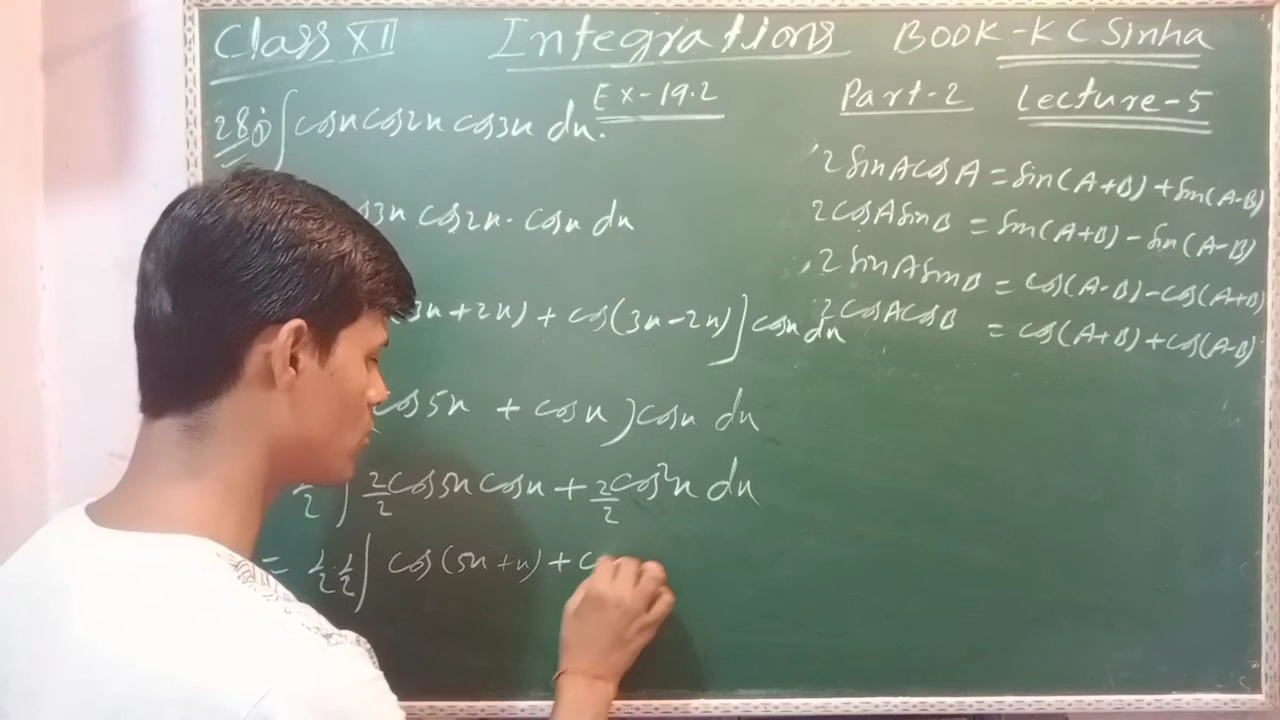 Class XII Integrations BOOK-KC Sinha
Ex-19.2 Part-2 Lecture-5
28 i) ∫cosx cos2x cos3x dx.
2 SinA cosA = Sin(A+B) + Sin(A-B)
2 cosA sinB = Sin(A+B) - Sin(A-B)
2 SinA SinB = cos(A-B) - cos(A+B)
2 cosA cosB = cos(A+B) + cos(A-B)
cos3x cos2x · cosx dx
(3x+2x) + cos(3x-2x)] cosx dx
cos5x + cosx) cosx dx
1/2 ∫ 2/2 cos5x cosx + 2/2 cos²x dx
= 1/2 · 1/2 ∫ cos(5x+x) + c